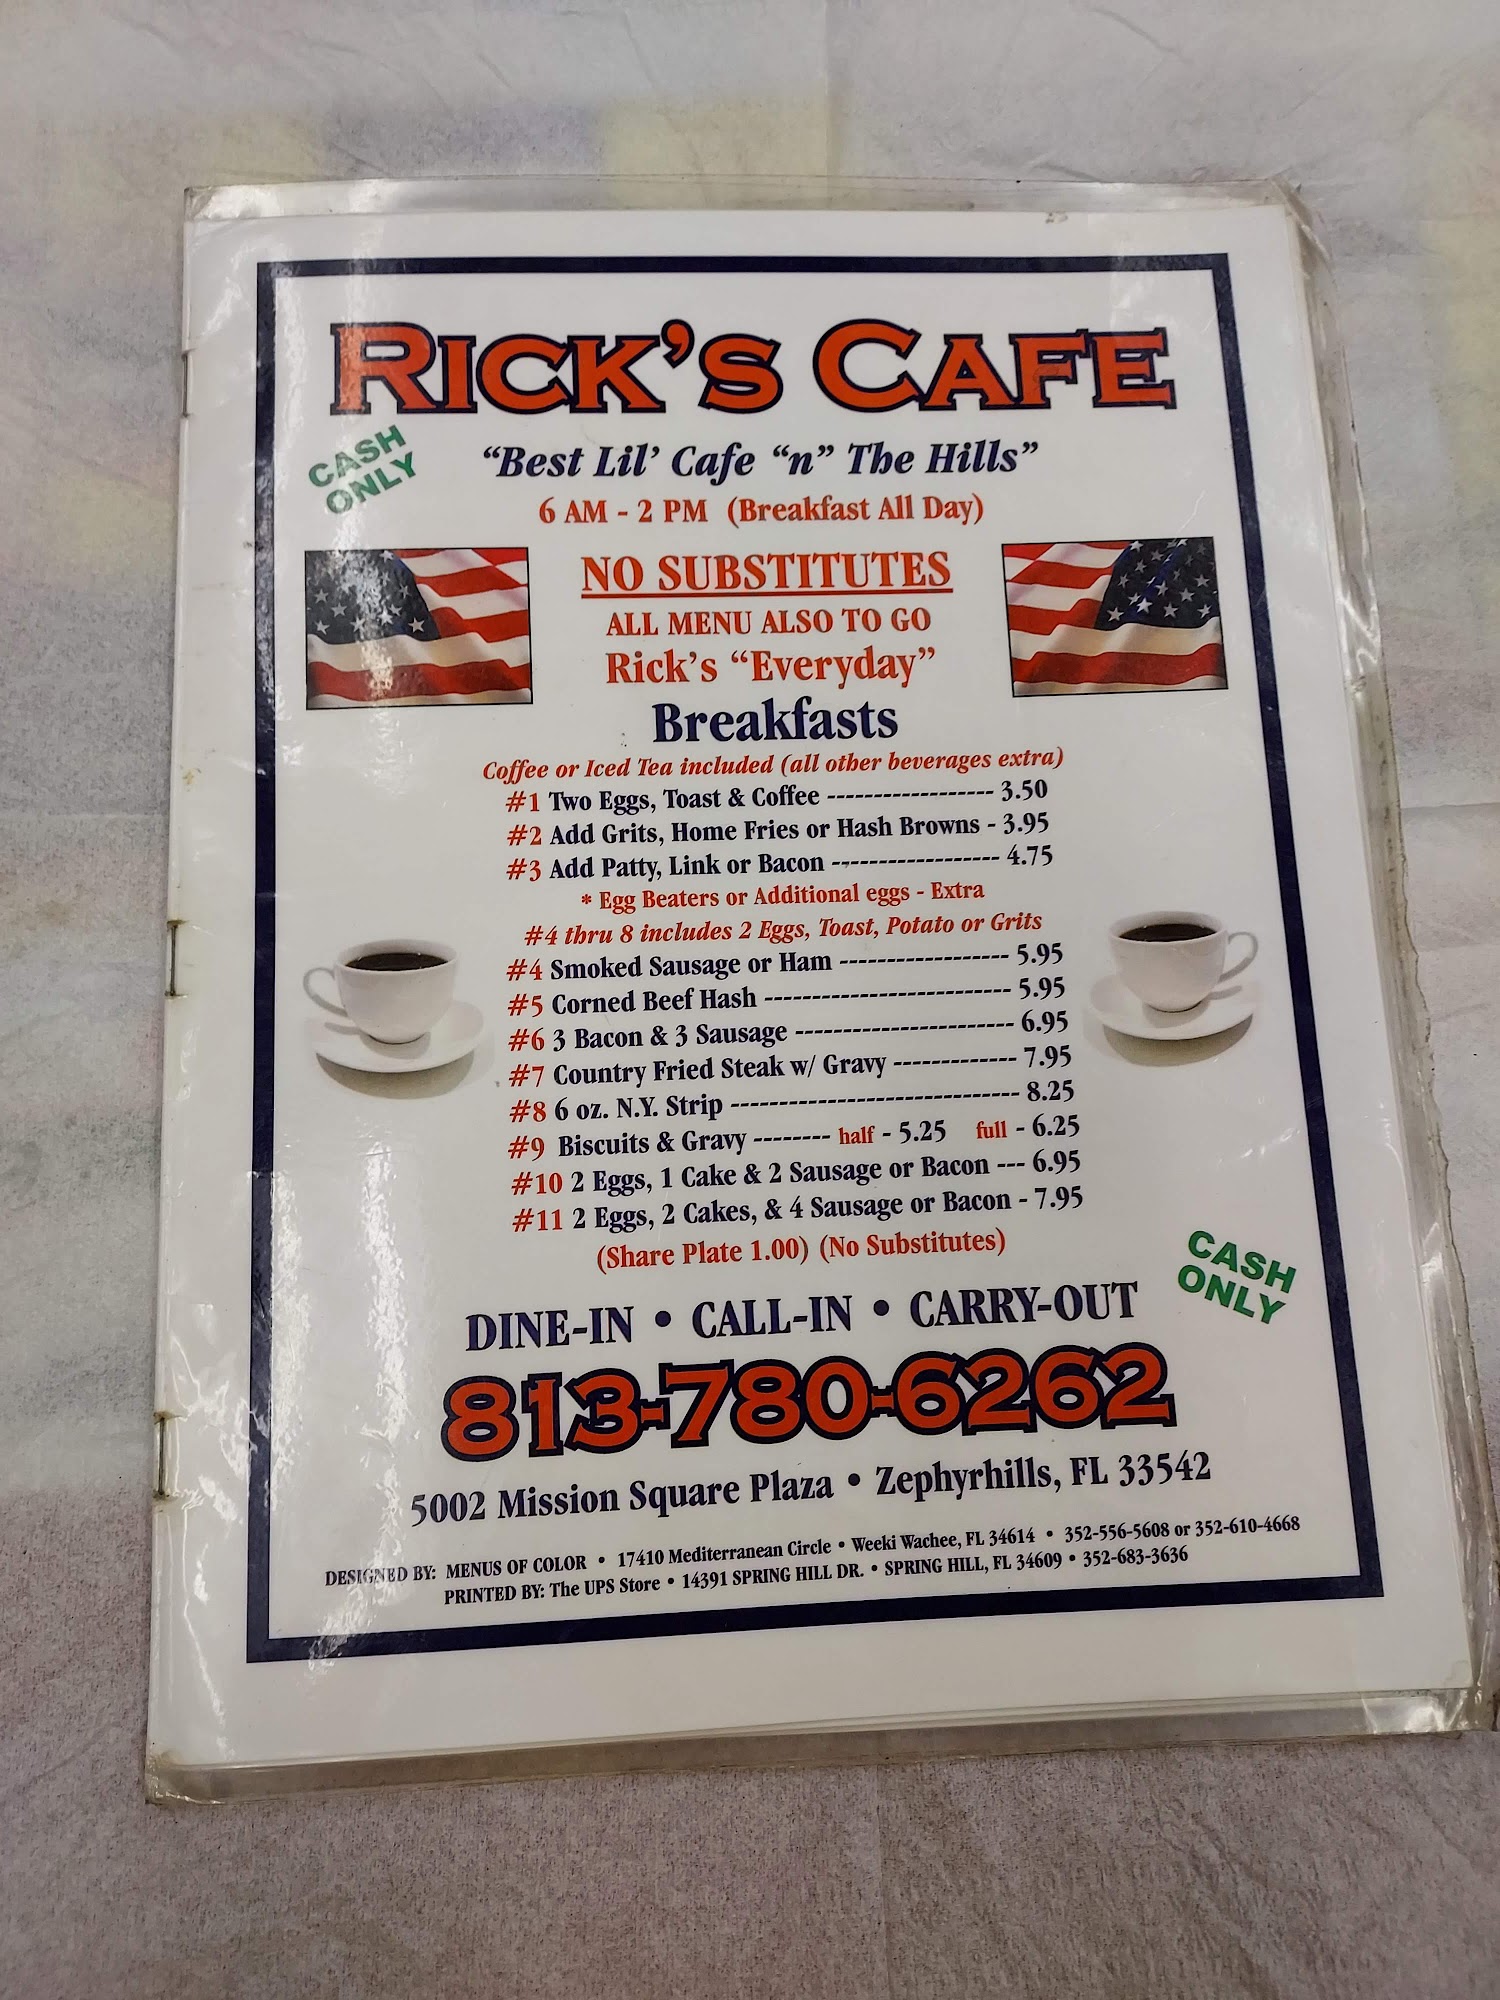 RICK'S CAFE
CASH
ONLY
"Best Lil' Cafe "n" The Hills"
6 AM - 2 PM (Breakfast All Day)
NO SUBSTITUTES
ALL MENU ALSO TO GO
Rick's "Everyday"
Breakfasts
Coffee or Iced Tea included (all other beverages extra)
#1 Two Eggs, Toast & Coffee ------------------ 3.50
#2 Add Grits, Home Fries or Hash Browns - 3.95
#3 Add Patty, Link or Bacon ------------------ 4.75
* Egg Beaters or Additional eggs - Extra
#4 thru 8 includes 2 Eggs, Toast, Potato or Grits
#4 Smoked Sausage or Ham ------------------ 5.95
#5 Corned Beef Hash -------------------------- 5.95
#6 3 Bacon & 3 Sausage ----------------------- 6.95
#7 Country Fried Steak w/ Gravy ------------- 7.95
#8 6 oz. N.Y. Strip ------------------------------ 8.25
#9 Biscuits & Gravy -------- half - 5.25 full - 6.25
#10 2 Eggs, 1 Cake & 2 Sausage or Bacon --- 6.95
#11 2 Eggs, 2 Cakes, & 4 Sausage or Bacon - 7.95
(Share Plate 1.00) (No Substitutes)
CASH
ONLY
DINE-IN • CALL-IN • CARRY-OUT
813-780-6262
5002 Mission Square Plaza • Zephyrhills, FL 33542
DESIGNED BY: MENUS OF COLOR • 17410 Mediterranean Circle • Weeki Wachee, FL 34614 • 352-556-5608 or 352-610-4668
PRINTED BY: The UPS Store • 14391 SPRING HILL DR. • SPRING HILL, FL 34609 • 352-683-3636